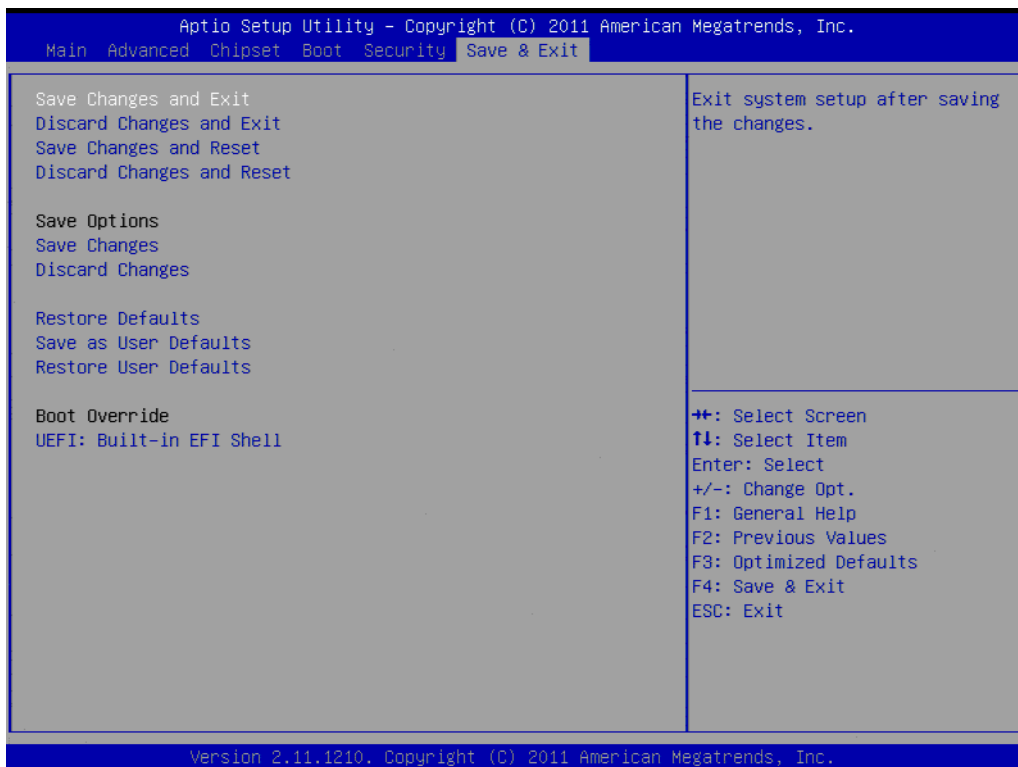 Aptio Setup Utility – Copyright (C) 2011 American Megatrends, Inc.
Main Advanced Chipset Boot Security Save & Exit
Save Changes and Exit
Discard Changes and Exit
Save Changes and Reset
Discard Changes and Reset
Save Options
Save Changes
Discard Changes
Restore Defaults
Save as User Defaults
Restore User Defaults
Boot Override
UEFI: Built-in EFI Shell
Exit system setup after saving
the changes.
→←: Select Screen
↑↓: Select Item
Enter: Select
+/-: Change Opt.
F1: General Help
F2: Previous Values
F3: Optimized Defaults
F4: Save & Exit
ESC: Exit
Version 2.11.1210. Copyright (C) 2011 American Megatrends, Inc.